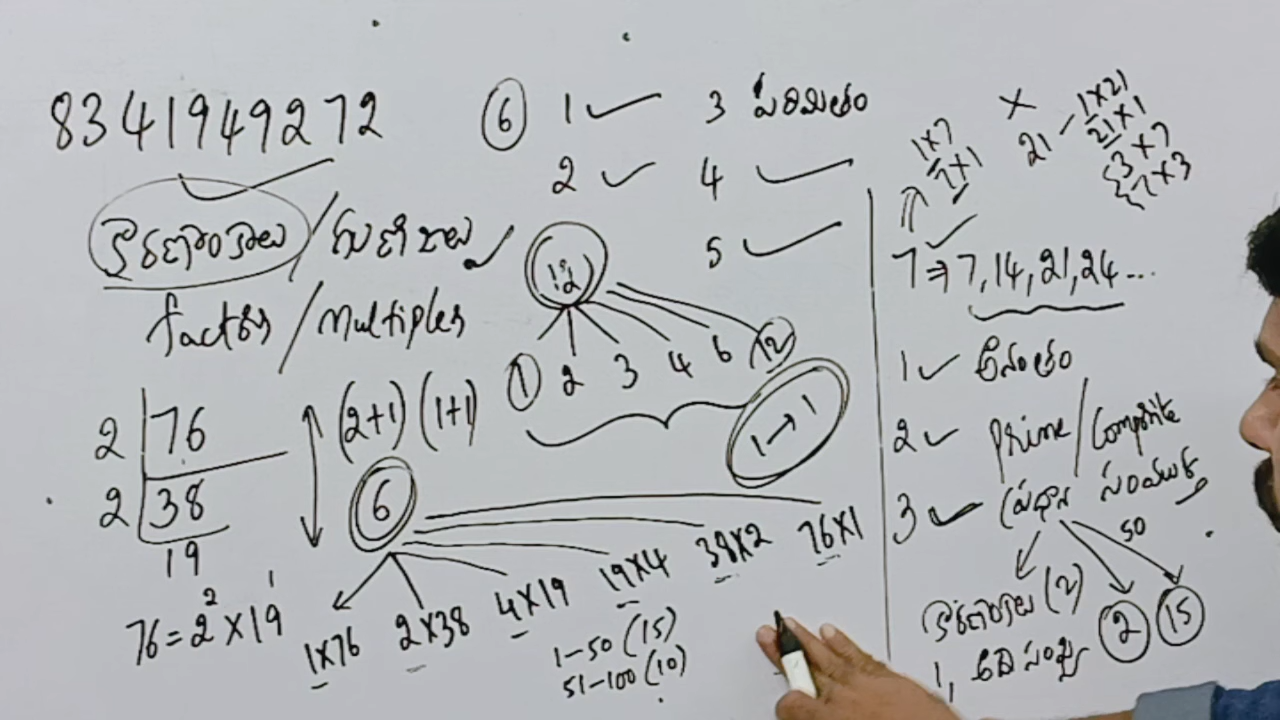 8341949272
కారణాంకాలు / గుణిజాలు
factors / Multiples
2 | 76
2 | 38
19
76 = 2² × 19¹
(2+1) (1+1)
6
1×76 2×38 4×19 19×4 38×2 76×1
1-50 (15)
51-100 (10)
6 1 3 పరిమితం
2 4
5
12
1 2 3 4 6 12
1→1
1×7
7×1
×
21 1×21
21×1
3×7
7×3
7 ⇒ 7, 14, 21, 24 ...
1 అనంతం
2 Prime / Composite
3 ప్రధాన సంయుక్త
50
కారణాంకాలు (2) 2 15
1, అదే సంఖ్య